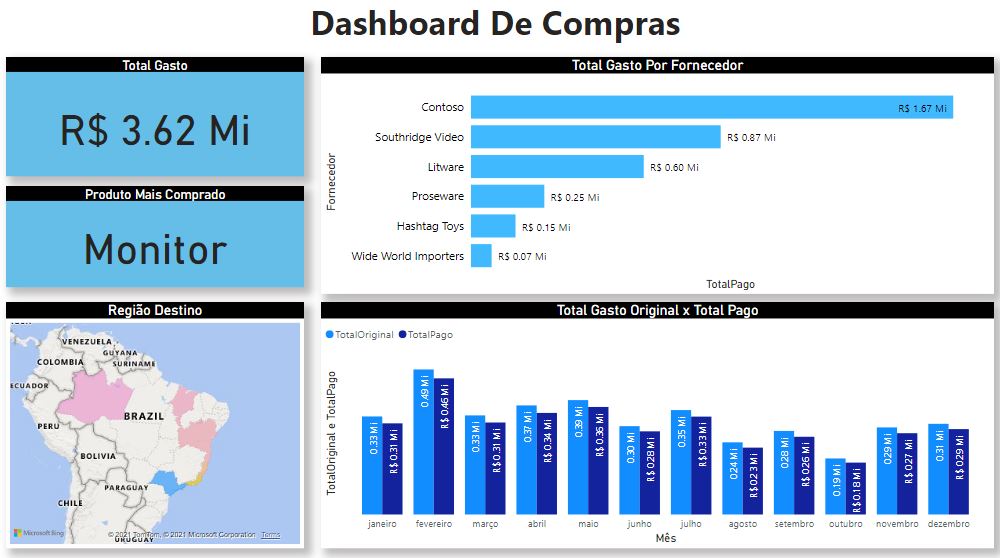 Dashboard De Compras
Total Gasto
R$ 3.62 Mi
Produto Mais Comprado
Monitor
Região Destino
VENEZUELA
GUYANA
COLOMBIA
SURINAME
ECUADOR
BRAZIL
PERU
BOLIVIA
PARAGUAY
CHILE
URUGUAY
Microsoft Bing
© 2021 TomTom, © 2021 Microsoft Corporation Terms
Total Gasto Por Fornecedor
Fornecedor
Contoso R$ 1.67 Mi
Southridge Video R$ 0.87 Mi
Litware R$ 0.60 Mi
Proseware R$ 0.25 Mi
Hashtag Toys R$ 0.15 Mi
Wide World Importers R$ 0.07 Mi
TotalPago
Total Gasto Original x Total Pago
TotalOriginal TotalPago
TotalOriginal e TotalPago
0.33 Mi R$ 0.31 Mi
0.49 Mi R$ 0.46 Mi
0.33 Mi R$ 0.31 Mi
0.37 Mi R$ 0.34 Mi
0.39 Mi R$ 0.36 Mi
0.30 Mi R$ 0.28 Mi
0.35 Mi R$ 0.33 Mi
0.24 Mi R$ 0.23 Mi
0.28 Mi R$ 0.26 Mi
0.19 Mi R$ 0.18 Mi
0.29 Mi R$ 0.27 Mi
0.31 Mi R$ 0.29 Mi
janeiro fevereiro março abril maio junho julho agosto setembro outubro novembro dezembro
Mês